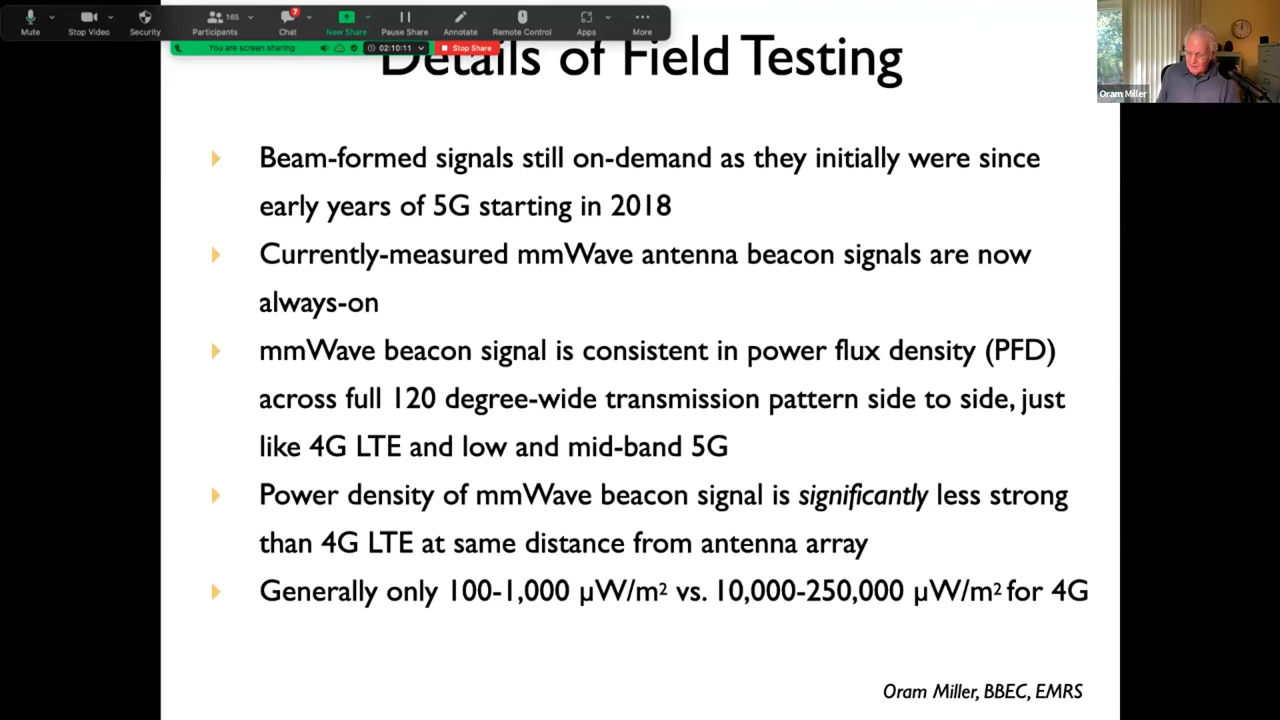 165
7
Mute
Stop Video
Security
Participants
Chat
New Share
Pause Share
Annotate
Remote Control
Apps
More
You are screen sharing
02:10:11
Stop Share
Oram Miller
Details of Field Testing
Beam-formed signals still on-demand as they initially were since
early years of 5G starting in 2018
Currently-measured mmWave antenna beacon signals are now
always-on
mmWave beacon signal is consistent in power flux density (PFD)
across full 120 degree-wide transmission pattern side to side, just
like 4G LTE and low and mid-band 5G
Power density of mmWave beacon signal is significantly less strong
than 4G LTE at same distance from antenna array
Generally only 100-1,000 µW/m² vs. 10,000-250,000 µW/m² for 4G
Oram Miller, BBEC, EMRS